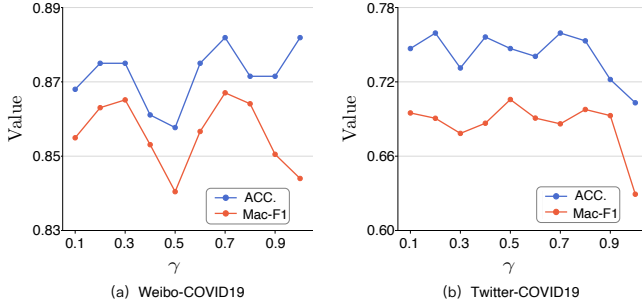 0.89
0.87
0.85
0.83
Value
ACC.
Mac-F1
0.1 0.3 0.5 0.7 0.9
γ
(a) Weibo-COVID19
0.78
0.72
0.66
0.60
Value
ACC.
Mac-F1
0.1 0.3 0.5 0.7 0.9
γ
(b) Twitter-COVID19